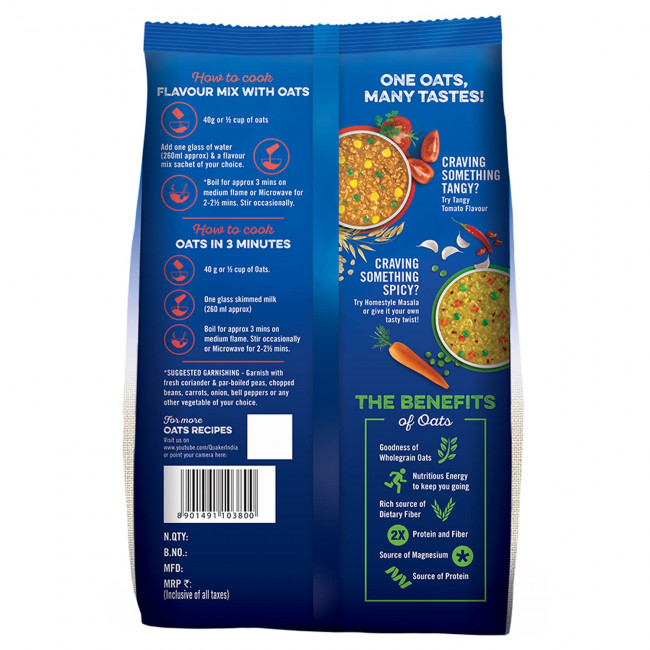 How to cook
FLAVOUR MIX WITH OATS
40g or ½ cup of oats
Add one glass of water
(260ml approx) & a flavour
mix sachet of your choice.
*Boil for approx 3 mins on
medium flame or Microwave for
2-2½ mins. Stir occasionally.
How to cook
OATS IN 3 MINUTES
40 g or ½ cup of Oats.
One glass skimmed milk
(260 ml approx)
Boil for approx 3 mins on
medium flame. Stir occasionally
or Microwave for 2-2½ mins.
*SUGGESTED GARNISHING - Garnish with
fresh coriander & par-boiled peas, chopped
beans, carrots, onion, bell peppers or any
other vegetable of your choice.
For more
OATS RECIPES
Visit us on
www.youtube.com/QuakerIndia
or point your camera here:
8901491103800
N.QTY:
B.NO.:
MFD:
MRP ₹:
(Inclusive of all taxes)
ONE OATS,
MANY TASTES!
CRAVING
SOMETHING
TANGY?
Try Tangy
Tomato Flavour
CRAVING
SOMETHING
SPICY?
Try Homestyle Masala
or give it your own
tasty twist!
THE BENEFITS
of Oats
Goodness of
Wholegrain Oats
Nutritious Energy
to keep you going
Rich source of
Dietary Fiber
2X Protein and Fiber
Source of Magnesium
Source of Protein